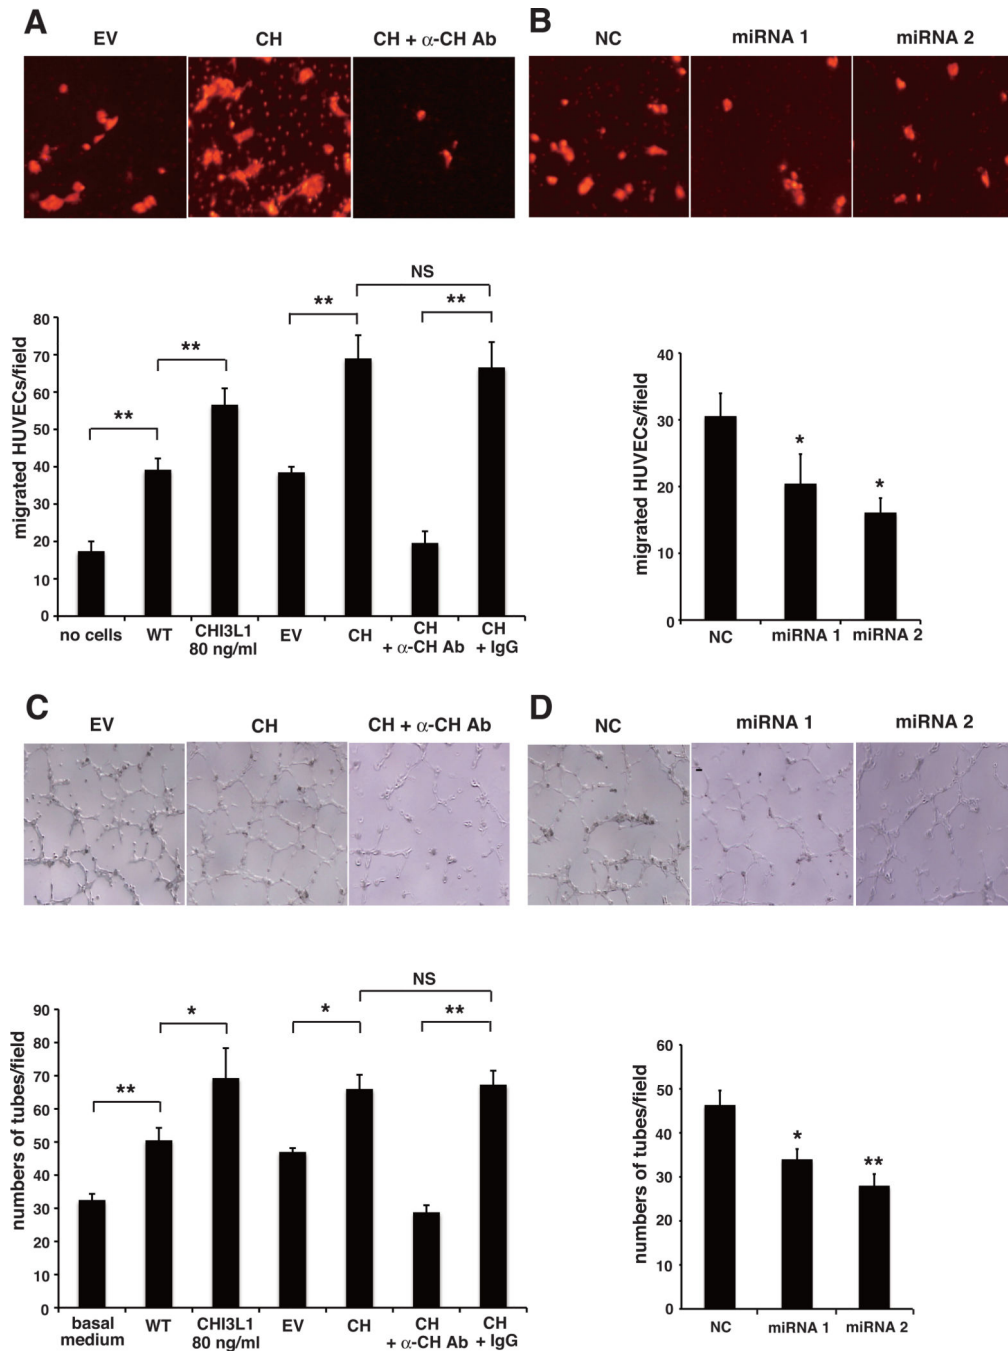 A
EV CH CH + α-CH Ab
B
NC miRNA 1 miRNA 2
NS
** ** ** **
migrated HUVECs/field
80
70
60
50
40
30
20
10
0
no cells WT CHI3L1 EV CH CH CH
80 ng/ml + α-CH Ab + IgG
migrated HUVECs/field
40
30
20
10
0
* *
NC miRNA 1 miRNA 2
C
EV CH CH + α-CH Ab
D
NC miRNA 1 miRNA 2
NS
** * * **
numbers of tubes/field
90
80
70
60
50
40
30
20
10
0
basal WT CHI3L1 EV CH CH CH
medium 80 ng/ml + α-CH Ab + IgG
numbers of tubes/field
60
50
40
30
20
10
0
* **
NC miRNA 1 miRNA 2